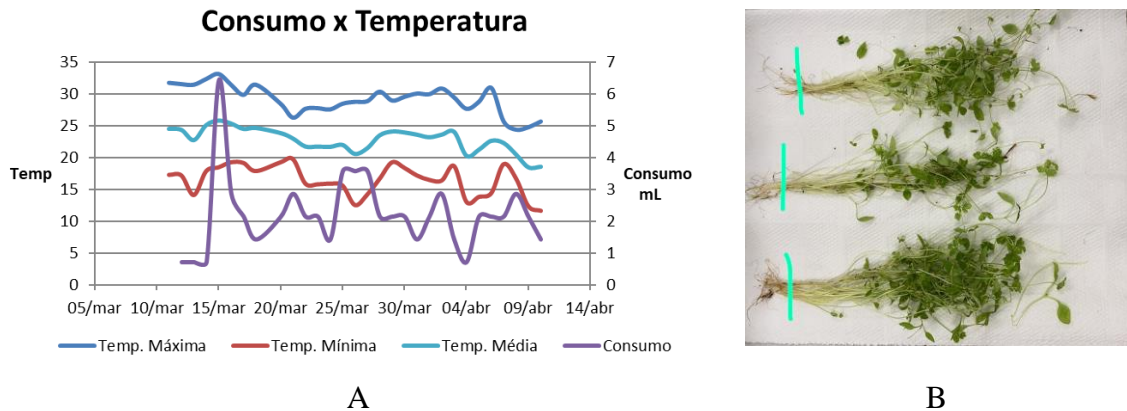 Consumo x Temperatura
35
30
25
20
15
10
5
0
Temp
7
6
5
4
3
2
1
0
Consumo
mL
05/mar 10/mar 15/mar 20/mar 25/mar 30/mar 04/abr 09/abr 14/abr
Temp. Máxima Temp. Mínima Temp. Média Consumo
A B